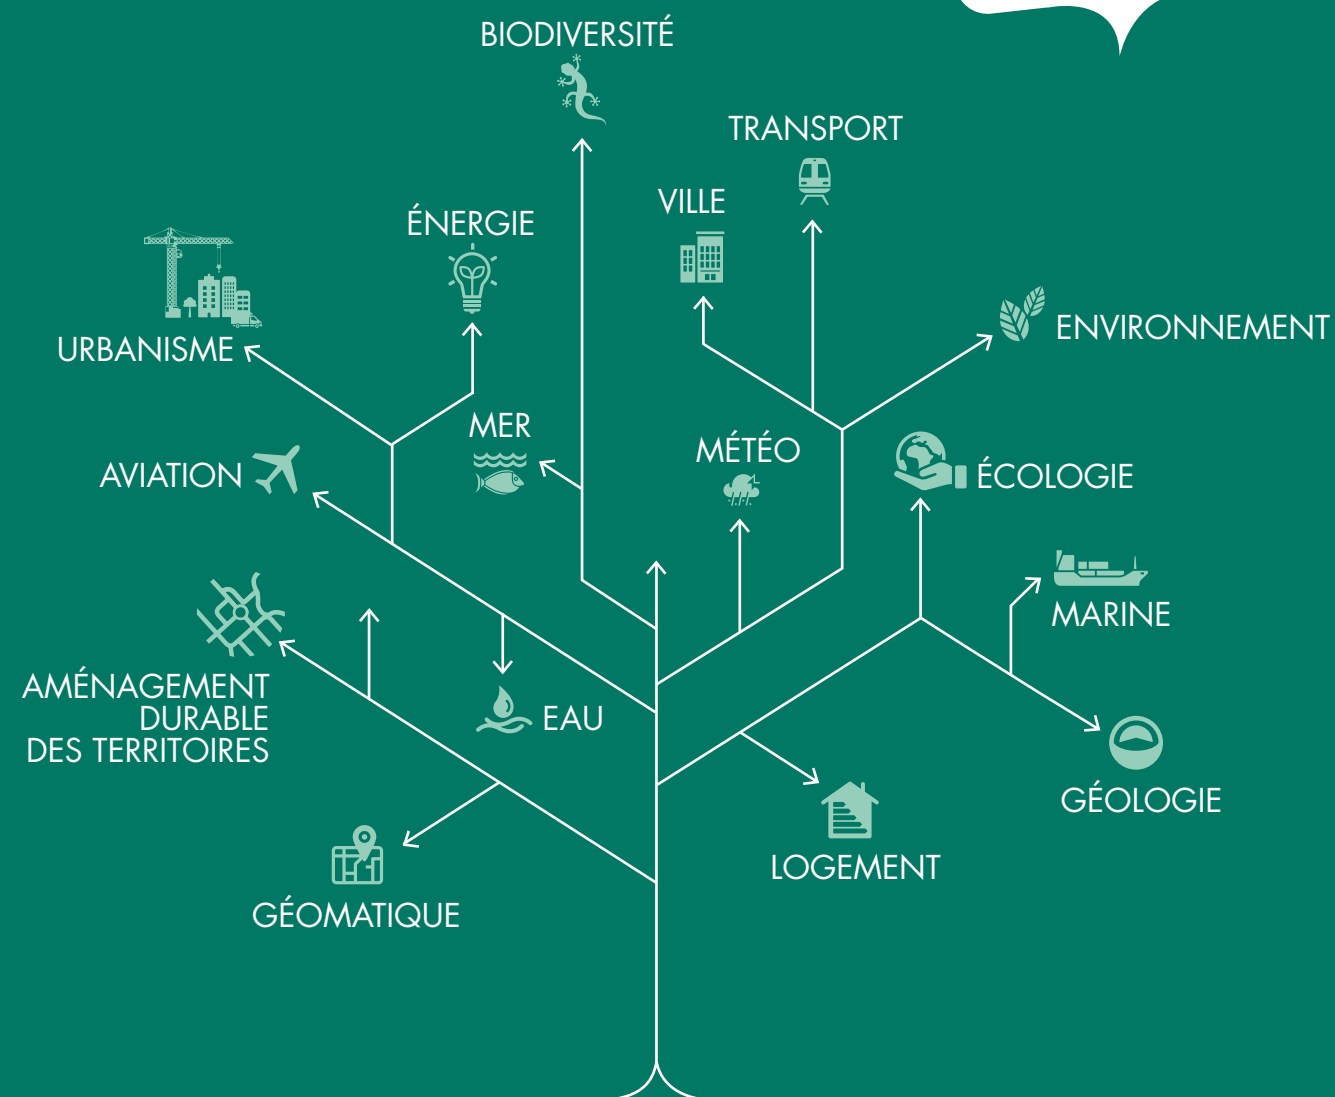 BIODIVERSITÉ
TRANSPORT
VILLE
ÉNERGIE
ENVIRONNEMENT
URBANISME
MER
MÉTÉO
AVIATION
ÉCOLOGIE
MARINE
AMÉNAGEMENT
DURABLE
DES TERRITOIRES
EAU
GÉOLOGIE
LOGEMENT
GÉOMATIQUE